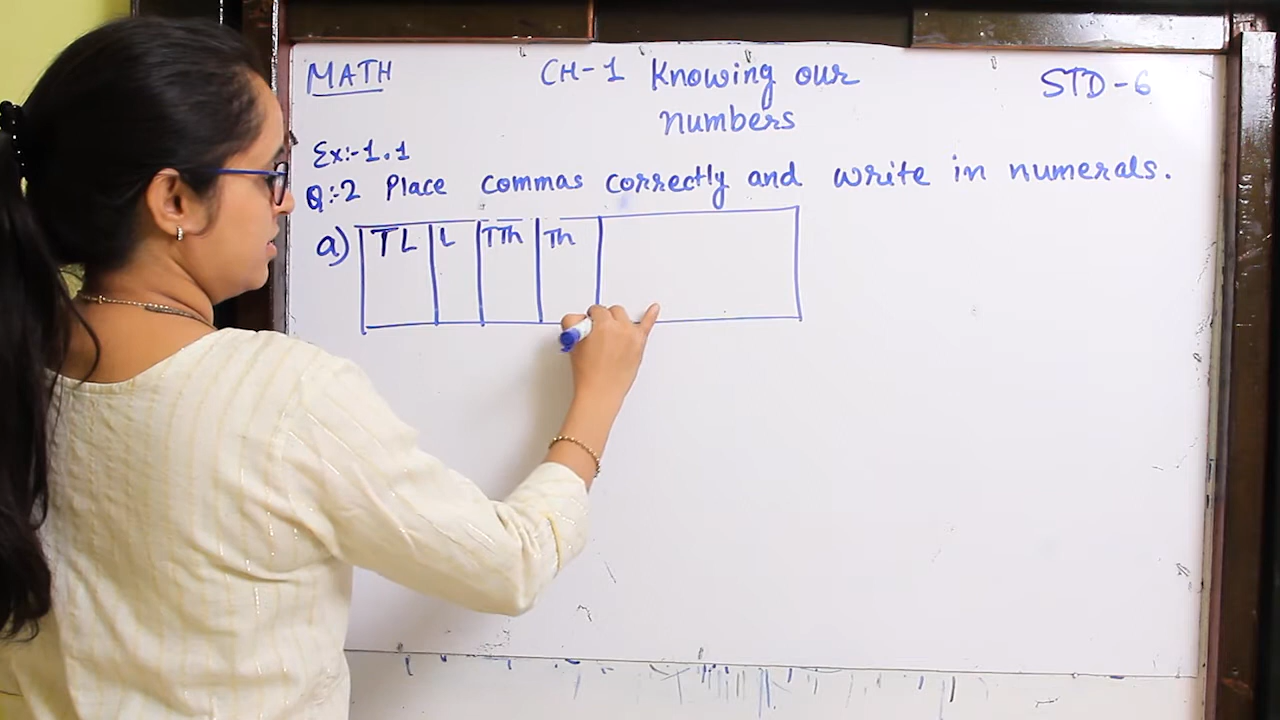 MATH CH-1 Knowing our STD-6
numbers
Ex:-1.1
Q:-2 Place commas correctly and write in numerals.
a) TL L TTh Th